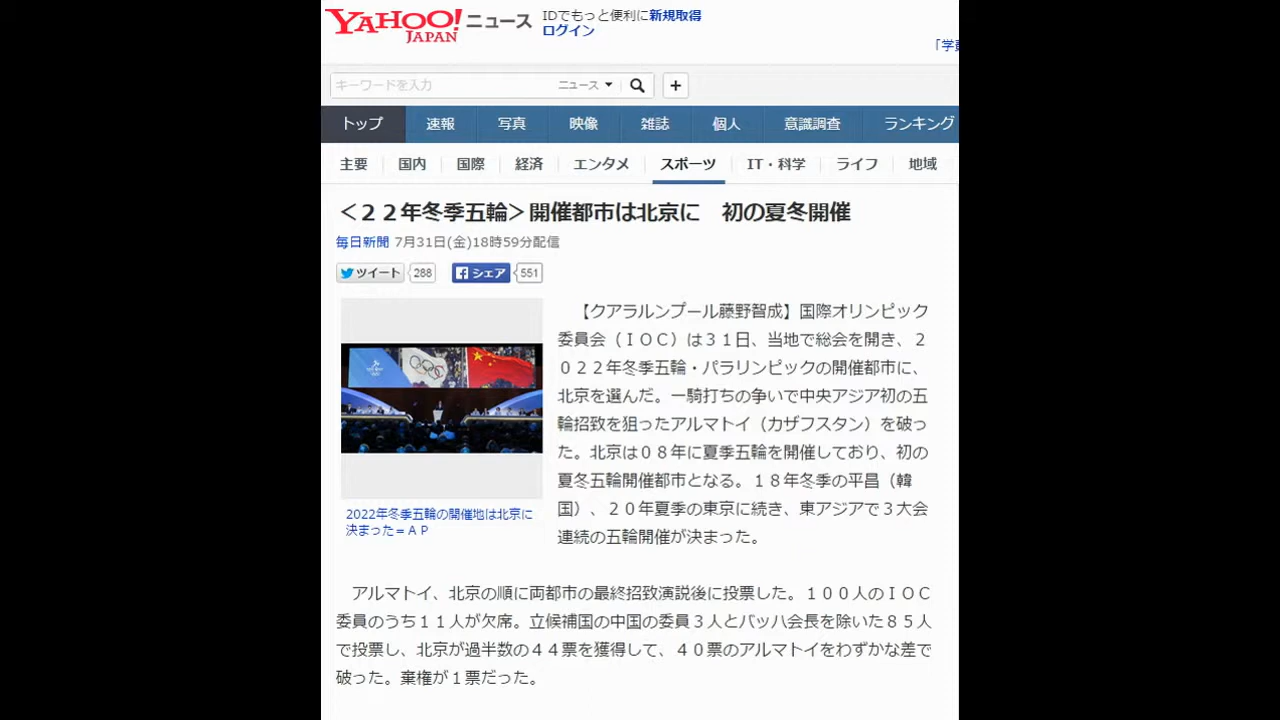 YAHOO! JAPAN ニュース
IDでもっと便利に新規取得
ログイン
「学
キーワードを入力 ニュース
トップ 速報 写真 映像 雑誌 個人 意識調査 ランキング
主要 国内 国際 経済 エンタメ スポーツ IT・科学 ライフ 地域
＜２２年冬季五輪＞開催都市は北京に　初の夏冬開催
毎日新聞 7月31日(金)18時59分配信
ツイート 288 シェア 551
【クアラルンプール藤野智成】国際オリンピック
委員会（ＩＯＣ）は３１日、当地で総会を開き、２
０２２年冬季五輪・パラリンピックの開催都市に、
北京を選んだ。一騎打ちの争いで中央アジア初の五
輪招致を狙ったアルマトイ（カザフスタン）を破っ
た。北京は０８年に夏季五輪を開催しており、初の
夏冬五輪開催都市となる。１８年冬季の平昌（韓
国）、２０年夏季の東京に続き、東アジアで３大会
連続の五輪開催が決まった。
2022年冬季五輪の開催地は北京に
決まった＝ＡＰ
アルマトイ、北京の順に両都市の最終招致演説後に投票した。１００人のＩＯＣ
委員のうち１１人が欠席。立候補国の中国の委員３人とバッハ会長を除いた８５人
で投票し、北京が過半数の４４票を獲得して、４０票のアルマトイをわずかな差で
破った。棄権が１票だった。